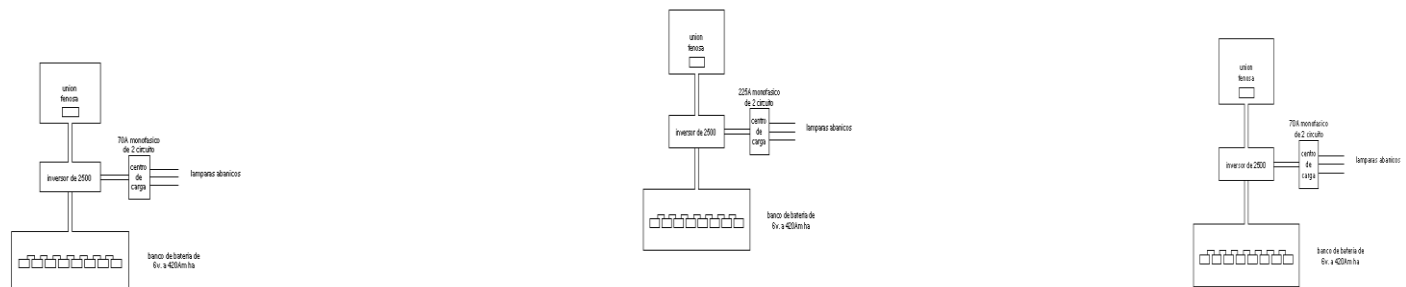 union
fenosa
70A monofasico
de 2 circuito
inversor de 2500
centro
de
carga
lamparas abanicos
banco de bateria de
6v. a 420Am ha
union
fenosa
225A monofasico
de 2 circuito
inversor de 2500
centro
de
carga
lamparas abanicos
banco de bateria de
6v. a 420Am ha
union
fenosa
70A monofasico
de 2 circuito
inversor de 2500
centro
de
carga
lamparas abanicos
banco de bateria de
6v. a 420Am ha